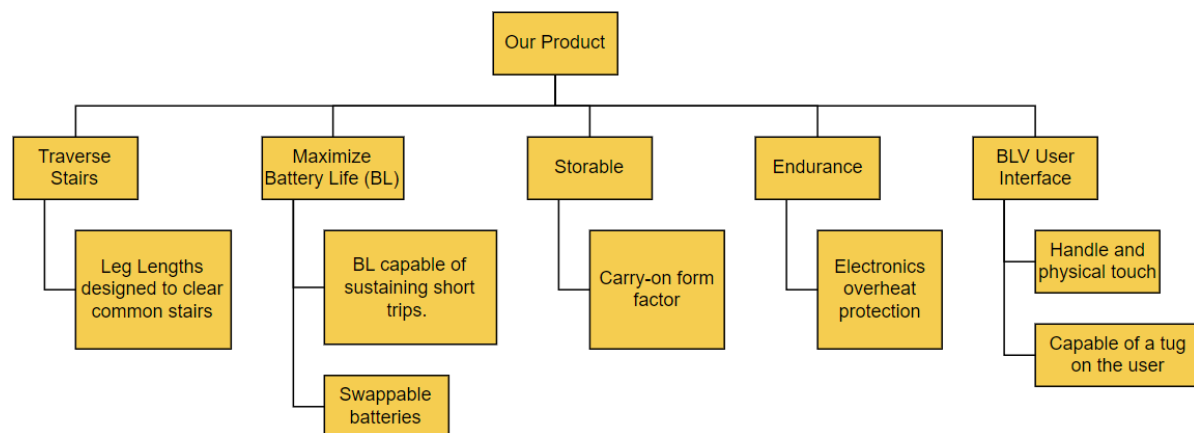 Our Product
Traverse
Stairs
Maximize
Battery Life (BL)
Storable
Endurance
BLV User
Interface
Leg Lengths
designed to clear
common stairs
BL capable of
sustaining short
trips.
Swappable
batteries
Carry-on form
factor
Electronics
overheat
protection
Handle and
physical touch
Capable of a tug
on the user